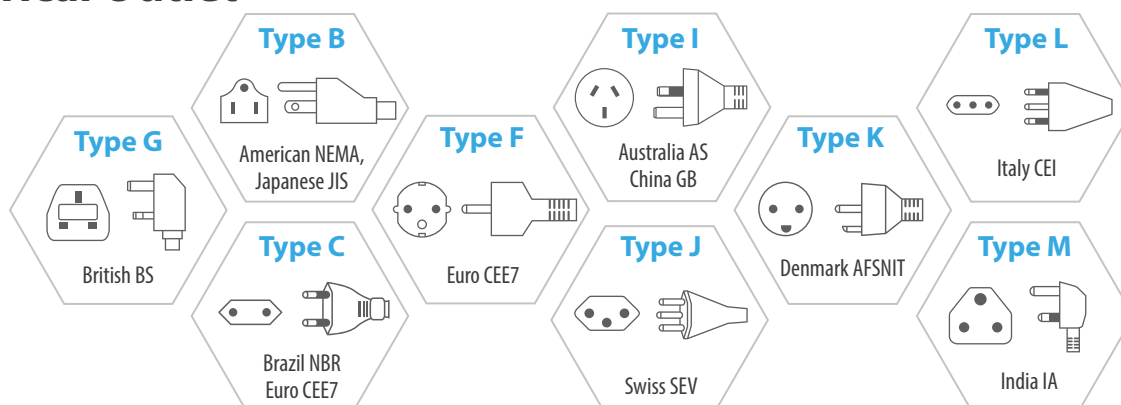 Type B
American NEMA,
Japanese JIS
Type I
Australia AS
China GB
Type L
Italy CEI
Type G
British BS
Type F
Euro CEE7
Type K
Denmark AFSNIT
Type C
Brazil NBR
Euro CEE7
Type J
Swiss SEV
Type M
India IA